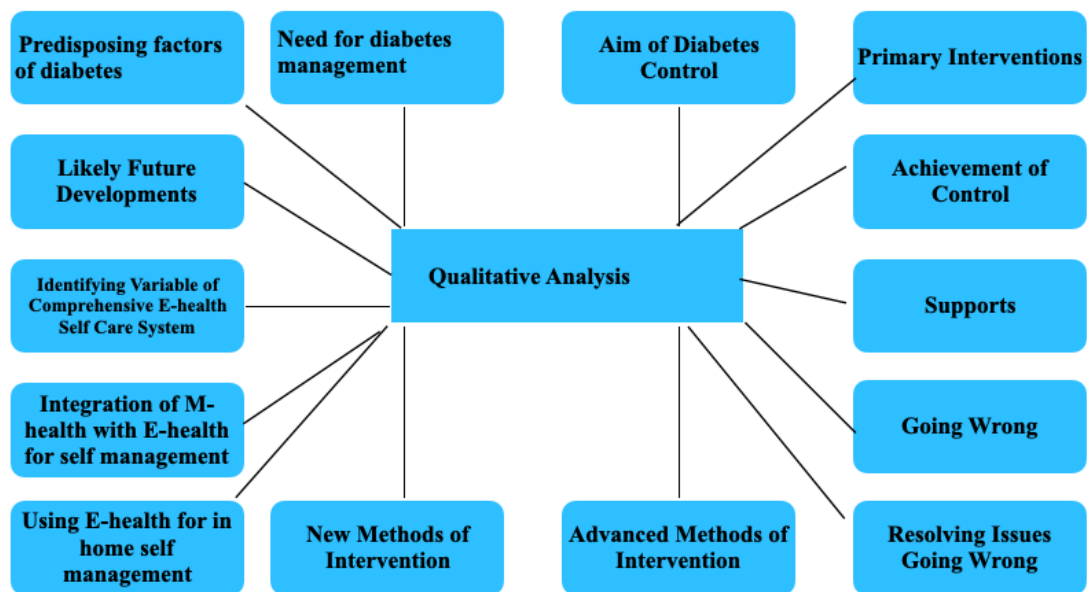 Predisposing factors
of diabetes
Need for diabetes
management
Aim of Diabetes
Control
Primary Interventions
Likely Future
Developments
Achievement of
Control
Identifying Variable of
Comprehensive E-health
Self Care System
Qualitative Analysis
Supports
Integration of M-
health with E-health
for self management
Going Wrong
Using E-health for in
home self
management
New Methods of
Intervention
Advanced Methods of
Intervention
Resolving Issues
Going Wrong